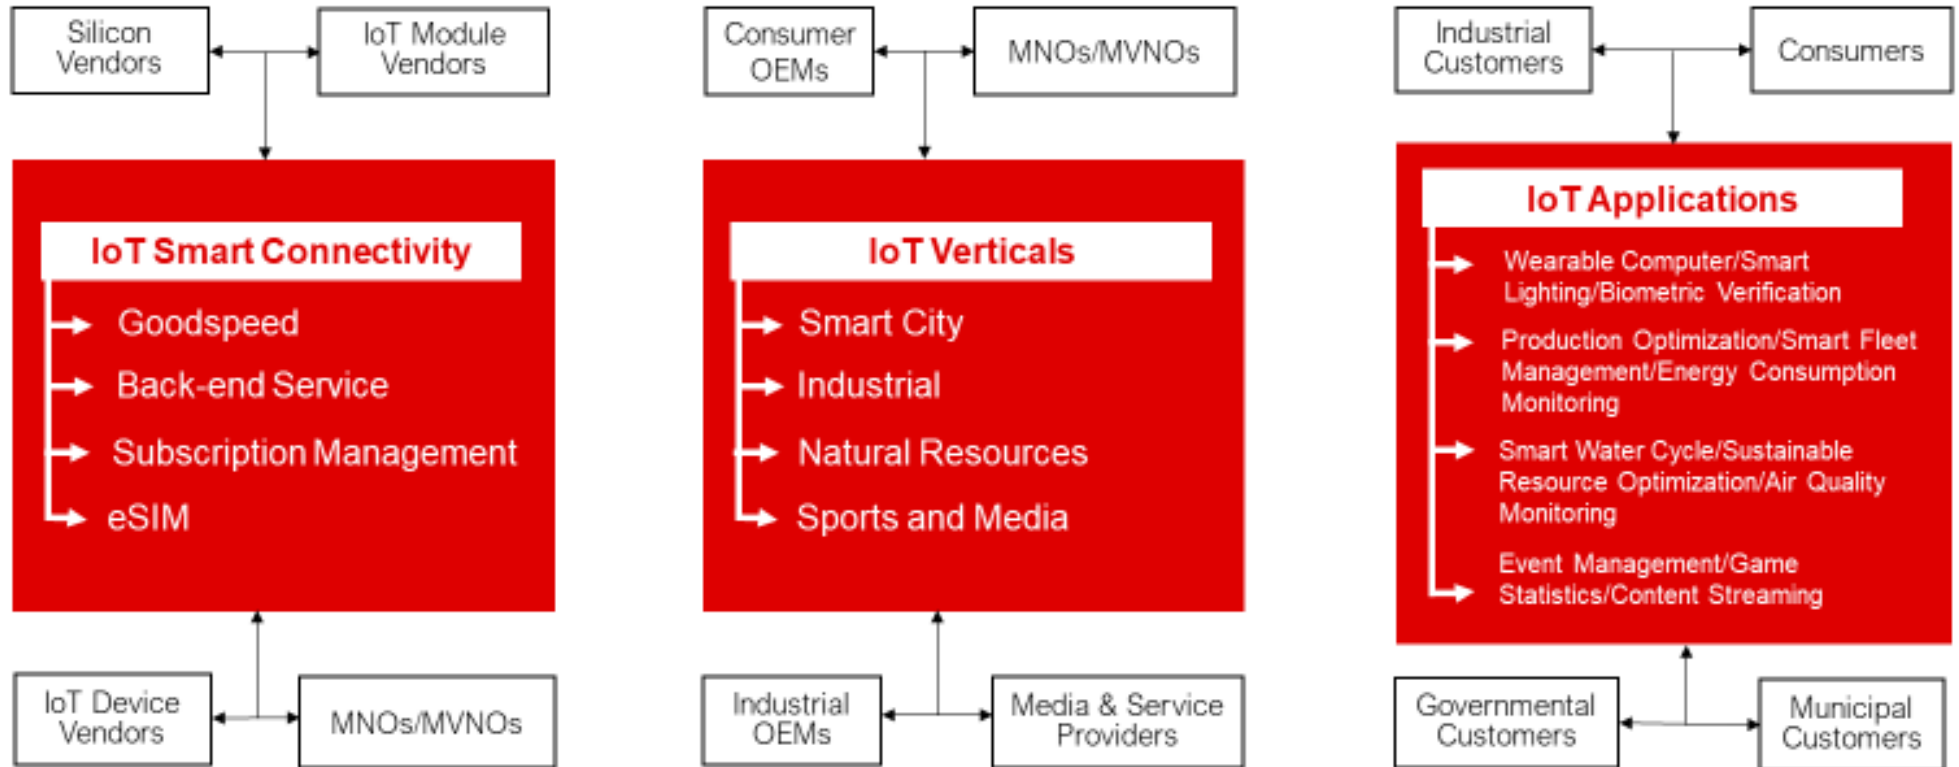 Silicon
Vendors
IoT Module
Vendors
IoT Smart Connectivity
Goodspeed
Back-end Service
Subscription Management
eSIM
IoT Device
Vendors
MNOs/MVNOs
Consumer
OEMs
MNOs/MVNOs
IoT Verticals
Smart City
Industrial
Natural Resources
Sports and Media
Industrial
OEMs
Media & Service
Providers
Industrial
Customers
Consumers
IoT Applications
Wearable Computer/Smart
Lighting/Biometric Verification
Production Optimization/Smart Fleet
Management/Energy Consumption
Monitoring
Smart Water Cycle/Sustainable
Resource Optimization/Air Quality
Monitoring
Event Management/Game
Statistics/Content Streaming
Governmental
Customers
Municipal
Customers